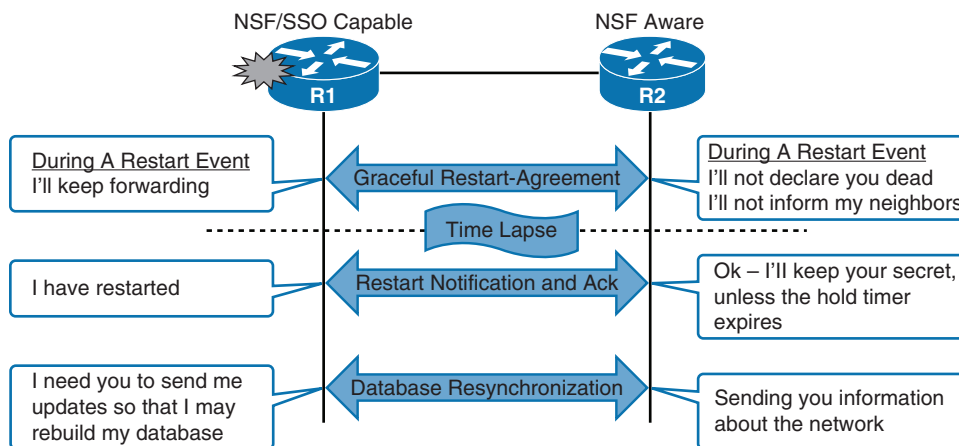 NSF/SSO Capable
NSF Aware
R1
R2
During A Restart Event
I'll keep forwarding
Graceful Restart-Agreement
During A Restart Event
I'll not declare you dead
I'll not inform my neighbors
Time Lapse
I have restarted
Restart Notification and Ack
Ok – I'll keep your secret,
unless the hold timer
expires
I need you to send me
updates so that I may
rebuild my database
Database Resynchronization
Sending you information
about the network